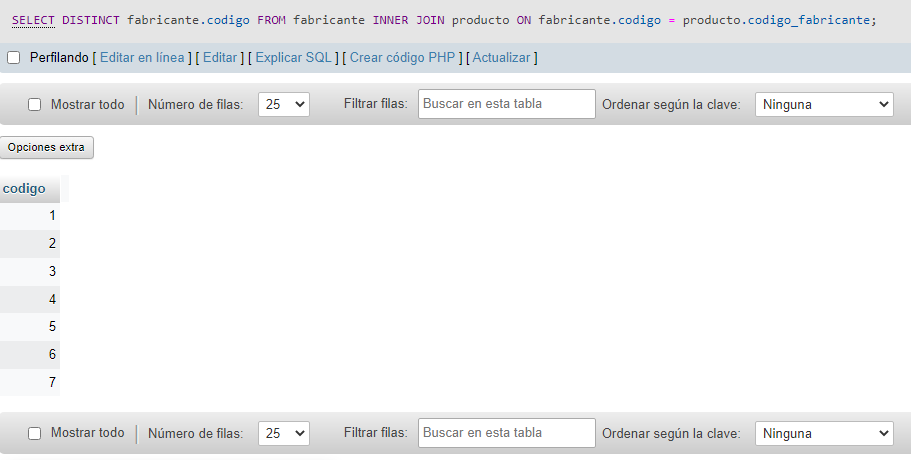 SELECT DISTINCT fabricante.codigo FROM fabricante INNER JOIN producto ON fabricante.codigo = producto.codigo_fabricante;
Perfilando [ Editar en línea ] [ Editar ] [ Explicar SQL ] [ Crear código PHP ] [ Actualizar ]
Mostrar todo | Número de filas: 25 Filtrar filas: Buscar en esta tabla Ordenar según la clave: Ninguna
Opciones extra
codigo
1
2
3
4
5
6
7
Mostrar todo | Número de filas: 25 Filtrar filas: Buscar en esta tabla Ordenar según la clave: Ninguna